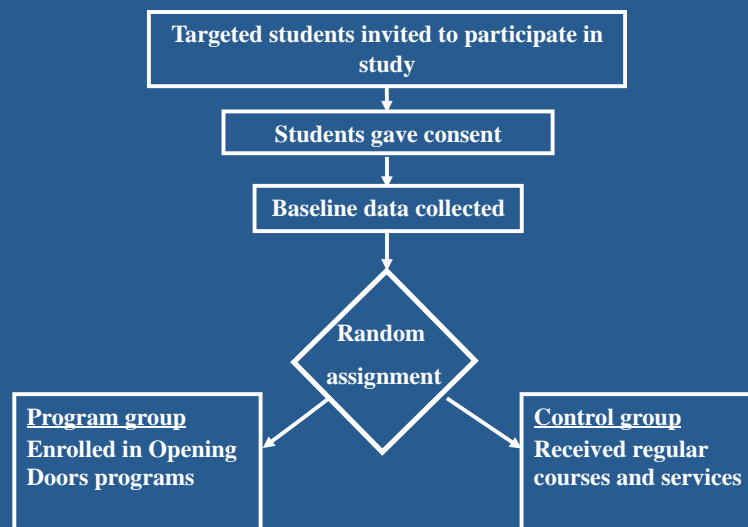 Targeted students invited to participate in
study
Students gave consent
Baseline data collected
Random
assignment
Program group
Enrolled in Opening
Doors programs
Control group
Received regular
courses and services